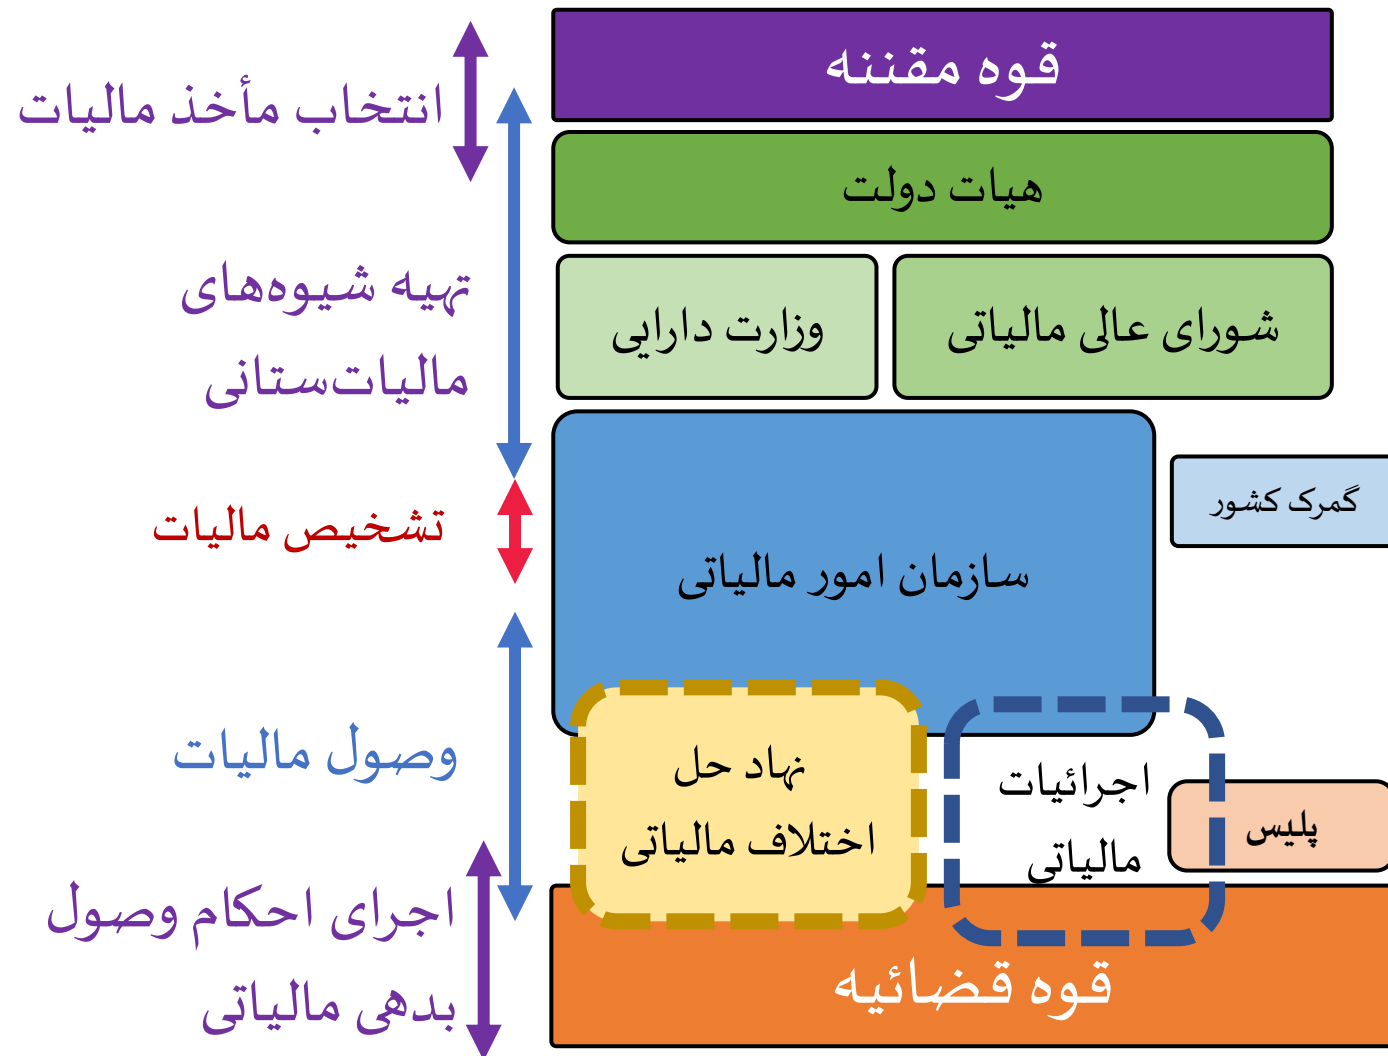 قوه مقننه
انتخاب مأخذ مالیات
هیات دولت
تهیه شیوه‌های
مالیات‌ستانی
شورای عالی مالیاتی
وزارت دارایی
گمرک کشور
تشخیص مالیات
سازمان امور مالیاتی
وصول مالیات
نهاد حل
اختلاف مالیاتی
اجرائیات
مالیاتی
پلیس
اجرای احکام وصول
بدهی مالیاتی
قوه قضائیه